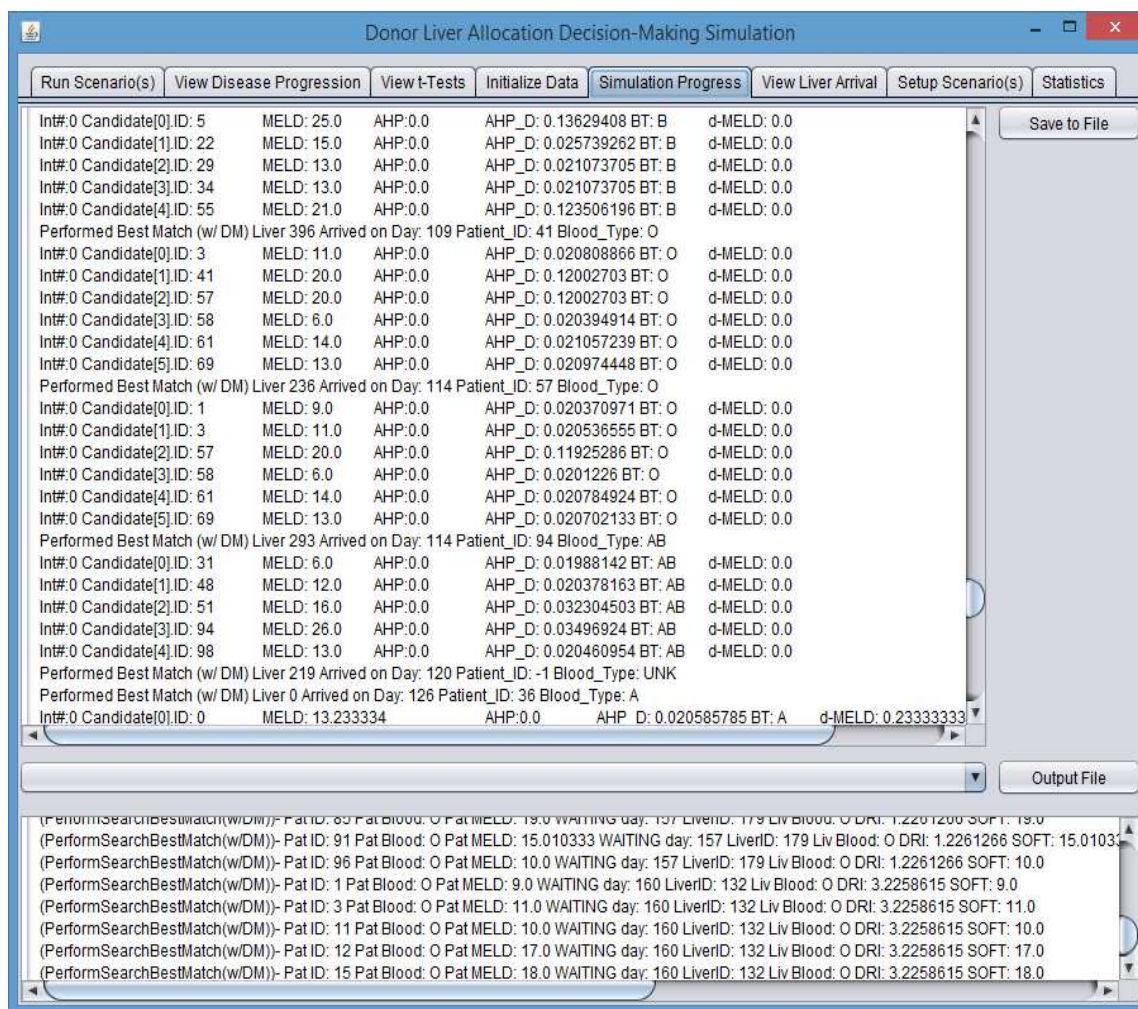 Donor Liver Allocation Decision-Making Simulation
Run Scenario(s) View Disease Progression View t-Tests Initialize Data Simulation Progress View Liver Arrival Setup Scenario(s) Statistics
Save to File
Int#:0 Candidate[0].ID: 5 MELD: 25.0 AHP:0.0 AHP_D: 0.13629408 BT: B d-MELD: 0.0
Int#:0 Candidate[1].ID: 22 MELD: 15.0 AHP:0.0 AHP_D: 0.025739262 BT: B d-MELD: 0.0
Int#:0 Candidate[2].ID: 29 MELD: 13.0 AHP:0.0 AHP_D: 0.021073705 BT: B d-MELD: 0.0
Int#:0 Candidate[3].ID: 34 MELD: 13.0 AHP:0.0 AHP_D: 0.021073705 BT: B d-MELD: 0.0
Int#:0 Candidate[4].ID: 55 MELD: 21.0 AHP:0.0 AHP_D: 0.123506196 BT: B d-MELD: 0.0
Performed Best Match (w/ DM) Liver 396 Arrived on Day: 109 Patient_ID: 41 Blood_Type: O
Int#:0 Candidate[0].ID: 3 MELD: 11.0 AHP:0.0 AHP_D: 0.020808866 BT: O d-MELD: 0.0
Int#:0 Candidate[1].ID: 41 MELD: 20.0 AHP:0.0 AHP_D: 0.12002703 BT: O d-MELD: 0.0
Int#:0 Candidate[2].ID: 57 MELD: 20.0 AHP:0.0 AHP_D: 0.12002703 BT: O d-MELD: 0.0
Int#:0 Candidate[3].ID: 58 MELD: 6.0 AHP:0.0 AHP_D: 0.020394914 BT: O d-MELD: 0.0
Int#:0 Candidate[4].ID: 61 MELD: 14.0 AHP:0.0 AHP_D: 0.021057239 BT: O d-MELD: 0.0
Int#:0 Candidate[5].ID: 69 MELD: 13.0 AHP:0.0 AHP_D: 0.020974448 BT: O d-MELD: 0.0
Performed Best Match (w/ DM) Liver 236 Arrived on Day: 114 Patient_ID: 57 Blood_Type: O
Int#:0 Candidate[0].ID: 1 MELD: 9.0 AHP:0.0 AHP_D: 0.020370971 BT: O d-MELD: 0.0
Int#:0 Candidate[1].ID: 3 MELD: 11.0 AHP:0.0 AHP_D: 0.020536555 BT: O d-MELD: 0.0
Int#:0 Candidate[2].ID: 57 MELD: 20.0 AHP:0.0 AHP_D: 0.11925286 BT: O d-MELD: 0.0
Int#:0 Candidate[3].ID: 58 MELD: 6.0 AHP:0.0 AHP_D: 0.0201226 BT: O d-MELD: 0.0
Int#:0 Candidate[4].ID: 61 MELD: 14.0 AHP:0.0 AHP_D: 0.020784924 BT: O d-MELD: 0.0
Int#:0 Candidate[5].ID: 69 MELD: 13.0 AHP:0.0 AHP_D: 0.020702133 BT: O d-MELD: 0.0
Performed Best Match (w/ DM) Liver 293 Arrived on Day: 114 Patient_ID: 94 Blood_Type: AB
Int#:0 Candidate[0].ID: 31 MELD: 6.0 AHP:0.0 AHP_D: 0.01988142 BT: AB d-MELD: 0.0
Int#:0 Candidate[1].ID: 48 MELD: 12.0 AHP:0.0 AHP_D: 0.020378163 BT: AB d-MELD: 0.0
Int#:0 Candidate[2].ID: 51 MELD: 16.0 AHP:0.0 AHP_D: 0.032304503 BT: AB d-MELD: 0.0
Int#:0 Candidate[3].ID: 94 MELD: 26.0 AHP:0.0 AHP_D: 0.03496924 BT: AB d-MELD: 0.0
Int#:0 Candidate[4].ID: 98 MELD: 13.0 AHP:0.0 AHP_D: 0.020460954 BT: AB d-MELD: 0.0
Performed Best Match (w/ DM) Liver 219 Arrived on Day: 120 Patient_ID: -1 Blood_Type: UNK
Performed Best Match (w/ DM) Liver 0 Arrived on Day: 126 Patient_ID: 36 Blood_Type: A
Int#:0 Candidate[0].ID: 0 MELD: 13.233334 AHP:0.0 AHP_D: 0.020585785 BT: A d-MELD: 0.23333333
Output File
(PerformSearchBestMatch(w/DM))- Pat ID: 85 Pat Blood: O Pat MELD: 19.0 WAITING day: 157 LiverID: 179 Liv Blood: O DRI: 1.2261266 SOFT: 19.0
(PerformSearchBestMatch(w/DM))- Pat ID: 91 Pat Blood: O Pat MELD: 15.010333 WAITING day: 157 LiverID: 179 Liv Blood: O DRI: 1.2261266 SOFT: 15.0103
(PerformSearchBestMatch(w/DM))- Pat ID: 96 Pat Blood: O Pat MELD: 10.0 WAITING day: 157 LiverID: 179 Liv Blood: O DRI: 1.2261266 SOFT: 10.0
(PerformSearchBestMatch(w/DM))- Pat ID: 1 Pat Blood: O Pat MELD: 9.0 WAITING day: 160 LiverID: 132 Liv Blood: O DRI: 3.2258615 SOFT: 9.0
(PerformSearchBestMatch(w/DM))- Pat ID: 3 Pat Blood: O Pat MELD: 11.0 WAITING day: 160 LiverID: 132 Liv Blood: O DRI: 3.2258615 SOFT: 11.0
(PerformSearchBestMatch(w/DM))- Pat ID: 11 Pat Blood: O Pat MELD: 10.0 WAITING day: 160 LiverID: 132 Liv Blood: O DRI: 3.2258615 SOFT: 10.0
(PerformSearchBestMatch(w/DM))- Pat ID: 12 Pat Blood: O Pat MELD: 17.0 WAITING day: 160 LiverID: 132 Liv Blood: O DRI: 3.2258615 SOFT: 17.0
(PerformSearchBestMatch(w/DM))- Pat ID: 15 Pat Blood: O Pat MELD: 18.0 WAITING day: 160 LiverID: 132 Liv Blood: O DRI: 3.2258615 SOFT: 18.0